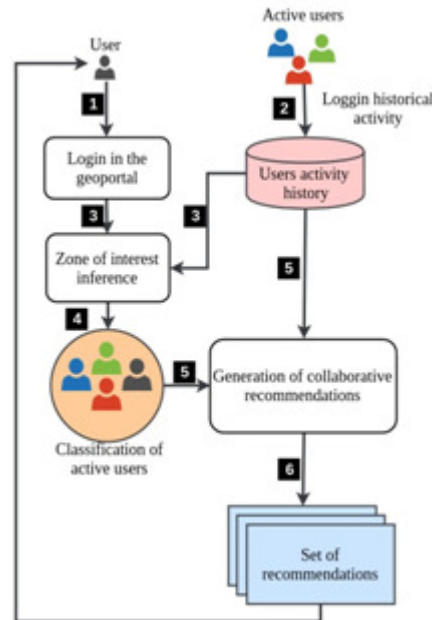 Active users
User
1
2
Loggin historical
activity
Login in the
geoportal
Users activity
history
3
3
Zone of interest
inference
5
4
5
Generation of collaborative
recommendations
Classification of
active users
6
Set of
recommendations